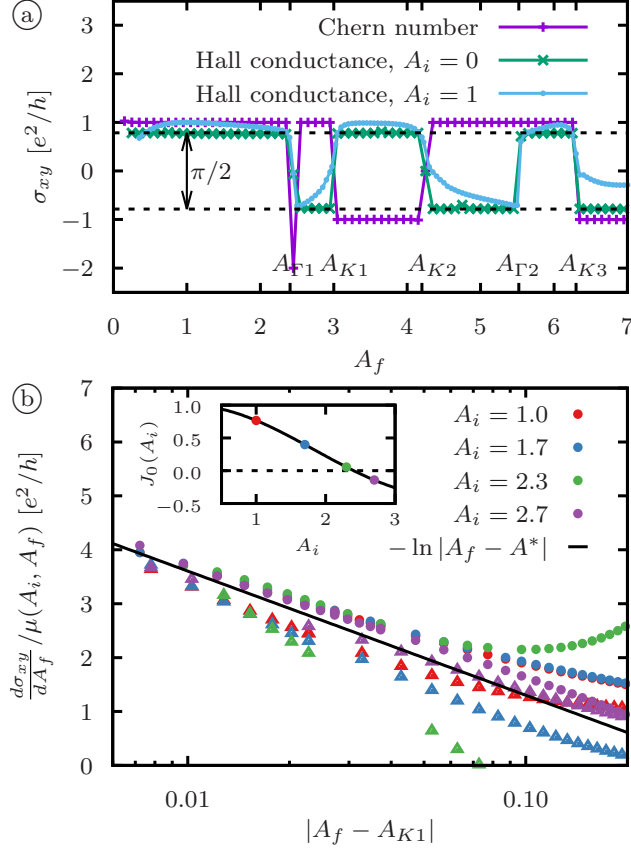 a
Chern number
Hall conductance, A_i = 0
Hall conductance, A_i = 1
σ_xy [e²/h]
3
2
1
0
−1
−2
π/2
A_Γ1 A_K1 A_K2 A_Γ2 A_K3
0 1 2 3 4 5 6 7
A_f
b
dσ_xy/dA_f /μ(A_i, A_f) [e²/h]
7
6
5
4
3
2
1
0
J_0(A_i)
1.0
0.5
0.0
−0.5
1 2 3
A_i
A_i = 1.0
A_i = 1.7
A_i = 2.3
A_i = 2.7
− ln |A_f − A*|
0.01 0.10
|A_f − A_K1|